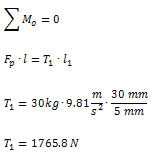 ∑ M₀ = 0
Fₚ · l = T₁ · l₁
T₁ = 30kg · 9.81 m/s² · 30 mm/5 mm
T₁ = 1765.8 N